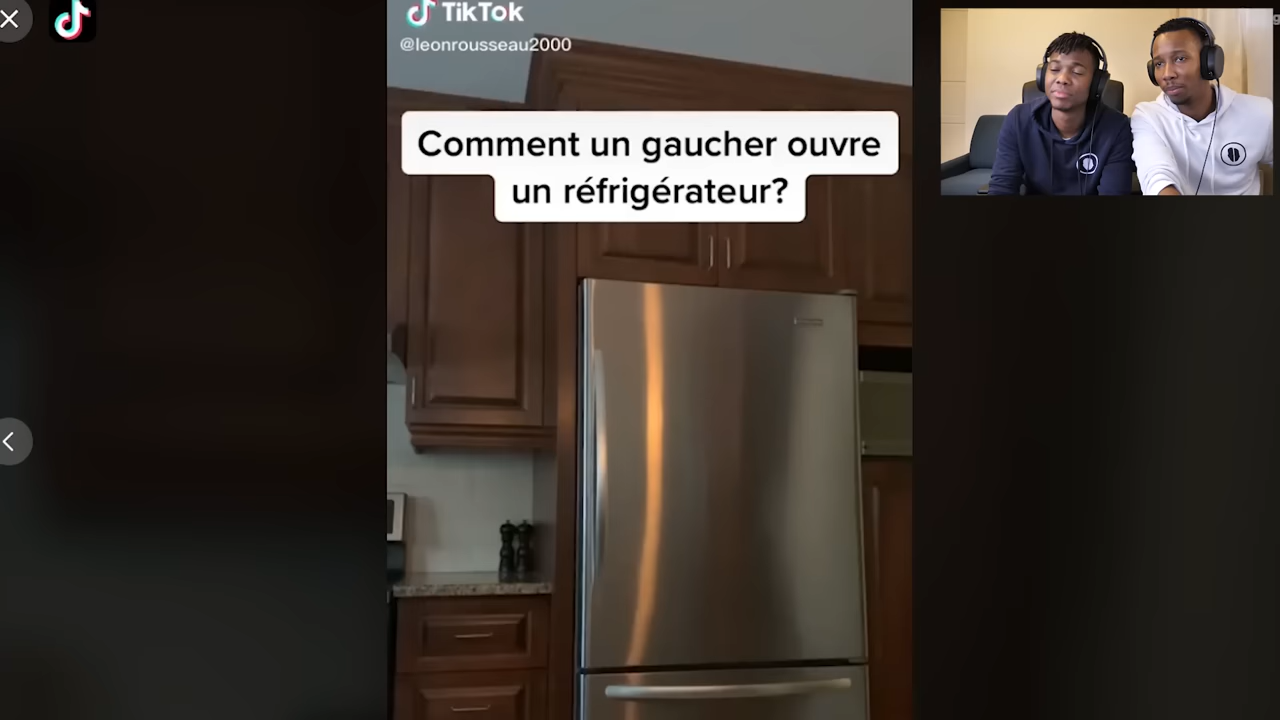 TikTok
@leonrousseau2000
Comment un gaucher ouvre
un réfrigérateur?